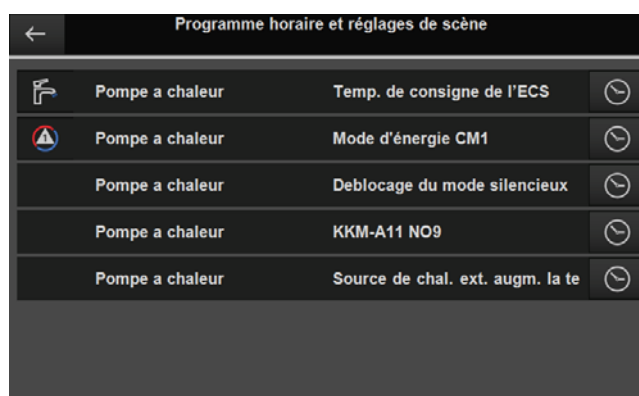 Programme horaire et réglages de scène
Pompe a chaleur Temp. de consigne de l'ECS
1 Pompe a chaleur Mode d'énergie CM1
Pompe a chaleur Deblocage du mode silencieux
Pompe a chaleur KKM-A11 NO9
Pompe a chaleur Source de chal. ext. augm. la te